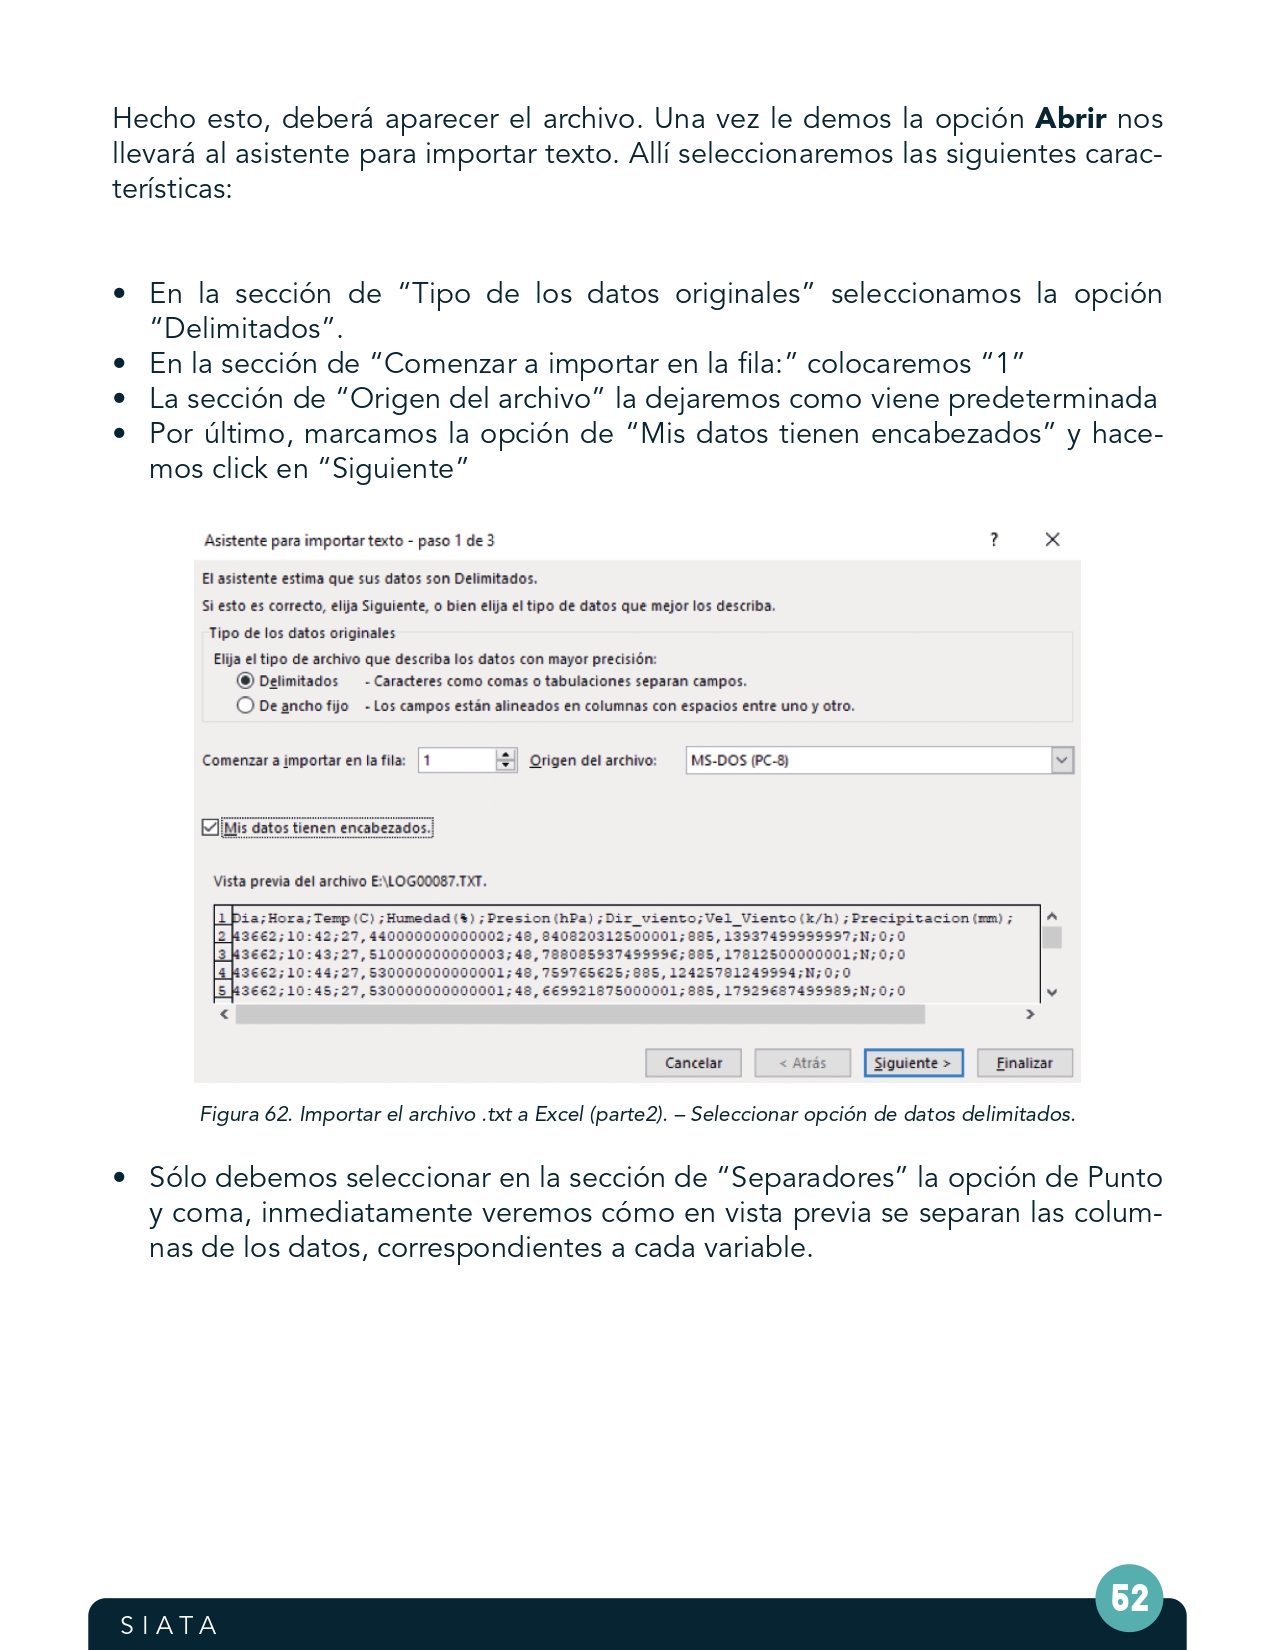 Hecho esto, deberá aparecer el archivo. Una vez le demos la opción Abrir nos
llevará al asistente para importar texto. Allí seleccionaremos las siguientes carac-
terísticas:
• En la sección de “Tipo de los datos originales” seleccionamos la opción
“Delimitados”.
• En la sección de “Comenzar a importar en la fila:” colocaremos “1”
• La sección de “Origen del archivo” la dejaremos como viene predeterminada
• Por último, marcamos la opción de “Mis datos tienen encabezados” y hace-
mos click en “Siguiente”
Asistente para importar texto - paso 1 de 3 ?
El asistente estima que sus datos son Delimitados.
Si esto es correcto, elija Siguiente, o bien elija el tipo de datos que mejor los describa.
Tipo de los datos originales
Elija el tipo de archivo que describa los datos con mayor precisión:
Delimitados - Caracteres como comas o tabulaciones separan campos.
De ancho fijo - Los campos están alineados en columnas con espacios entre uno y otro.
Comenzar a importar en la fila: 1 Origen del archivo: MS-DOS (PC-8)
Mis datos tienen encabezados.
Vista previa del archivo E:\LOG00087.TXT.
1 Dia;Hora;Temp(C);Humedad(%);Presion(hPa);Dir_viento;Vel_Viento(k/h);Precipitacion(mm);
2 43662;10:42;27,440000000000002;48,840820312500001;885,13937499999997;N;0;0
3 43662;10:43;27,510000000000003;48,788085937499996;885,17812500000001;N;0;0
4 43662;10:44;27,530000000000001;48,759765625;885,12425781249994;N;0;0
5 43662;10:45;27,530000000000001;48,669921875000001;885,17929687499989;N;0;0
Cancelar < Atrás Siguiente > Finalizar
Figura 62. Importar el archivo .txt a Excel (parte2). – Seleccionar opción de datos delimitados.
• Sólo debemos seleccionar en la sección de “Separadores” la opción de Punto
y coma, inmediatamente veremos cómo en vista previa se separan las colum-
nas de los datos, correspondientes a cada variable.
52
SIATA